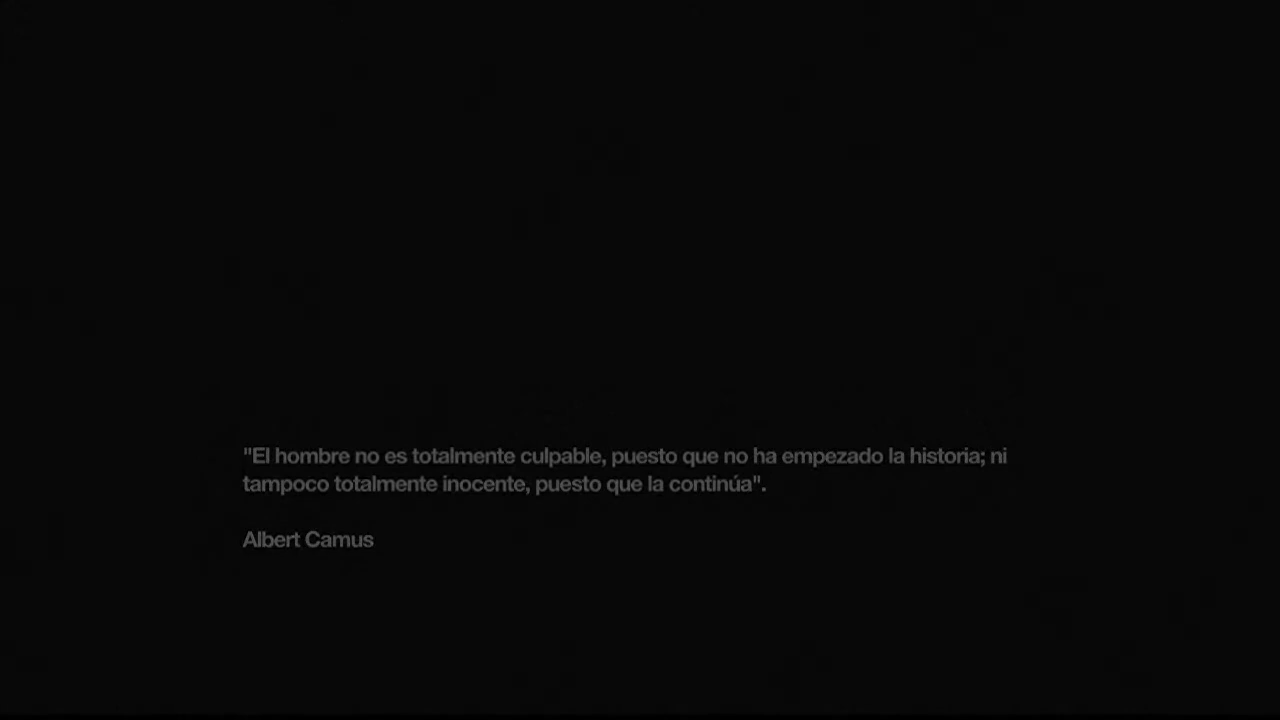 "El hombre no es totalmente culpable, puesto que no ha empezado la historia; ni
tampoco totalmente inocente, puesto que la continúa".
Albert Camus